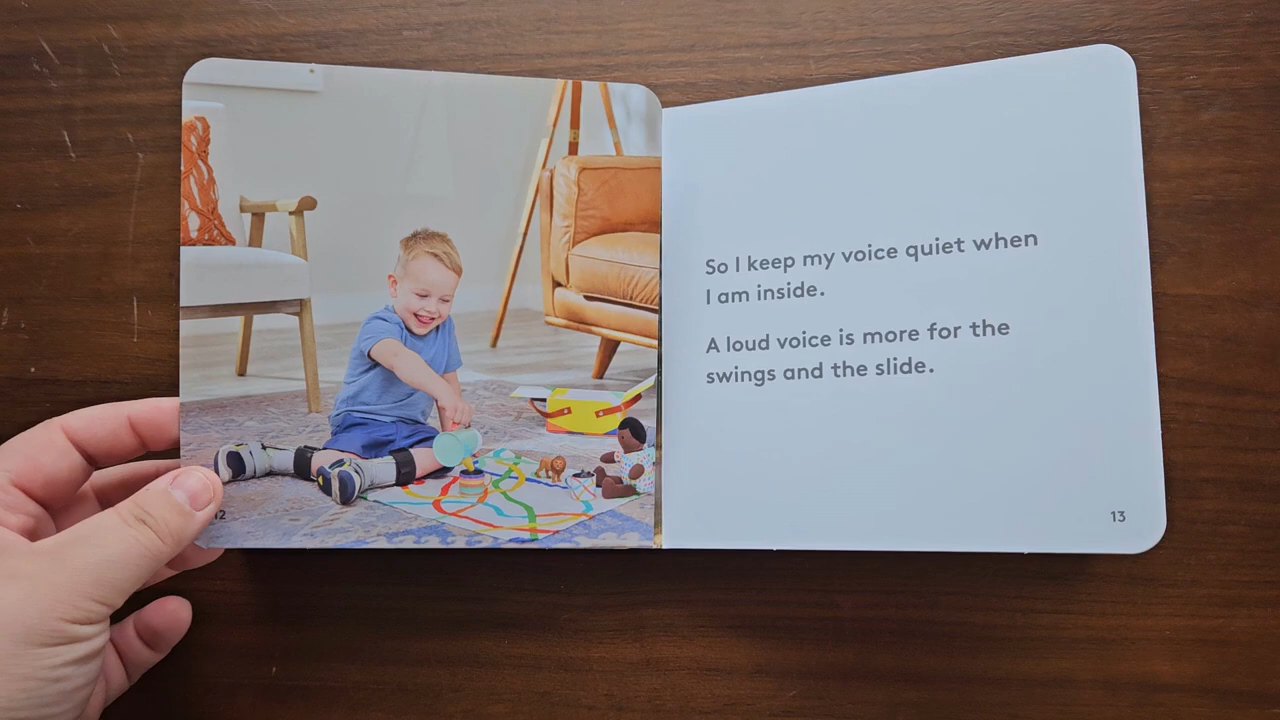 So I keep my voice quiet when
I am inside.
A loud voice is more for the
swings and the slide.
12
13